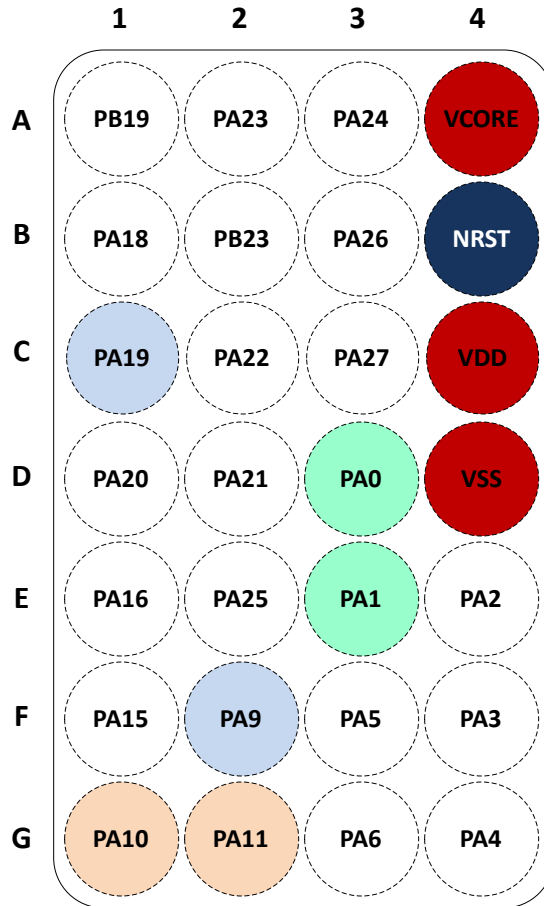 1 2 3 4
A PB19 PA23 PA24 VCORE
B PA18 PB23 PA26 NRST
C PA19 PA22 PA27 VDD
D PA20 PA21 PA0 VSS
E PA16 PA25 PA1 PA2
F PA15 PA9 PA5 PA3
G PA10 PA11 PA6 PA4